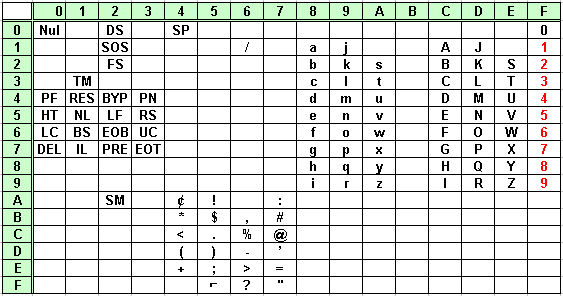 0 1 2 3 4 5 6 7 8 9 A B C D E F
0 Nul DS SP 0
1 SOS / a j A J 1
2 FS b k s B K S 2
3 TM c l t C L T 3
4 PF RES BYP PN d m u D M U 4
5 HT NL LF RS e n v E N V 5
6 LC BS EOB UC f o w F O W 6
7 DEL IL PRE EOT g p x G P X 7
8 h q y H Q Y 8
9 i r z I R Z 9
A SM ¢ ! :
B * $ , #
C < . % @
D ( ) - '
E + ; > =
F ⌐ ? "